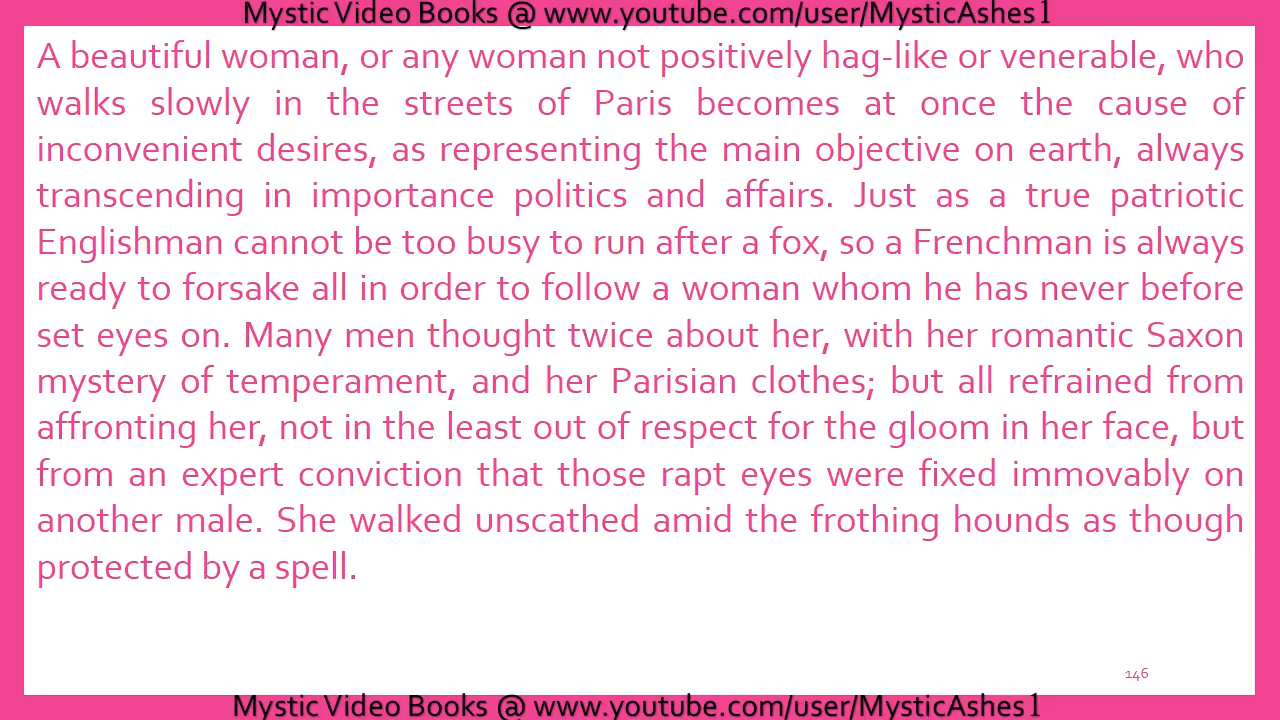 Mystic Video Books @ www.youtube.com/user/MysticAshes1
A beautiful woman, or any woman not positively hag-like or venerable, who
walks slowly in the streets of Paris becomes at once the cause of
inconvenient desires, as representing the main objective on earth, always
transcending in importance politics and affairs. Just as a true patriotic
Englishman cannot be too busy to run after a fox, so a Frenchman is always
ready to forsake all in order to follow a woman whom he has never before
set eyes on. Many men thought twice about her, with her romantic Saxon
mystery of temperament, and her Parisian clothes; but all refrained from
affronting her, not in the least out of respect for the gloom in her face, but
from an expert conviction that those rapt eyes were fixed immovably on
another male. She walked unscathed amid the frothing hounds as though
protected by a spell.
146
Mystic Video Books @ www.youtube.com/user/MysticAshes1